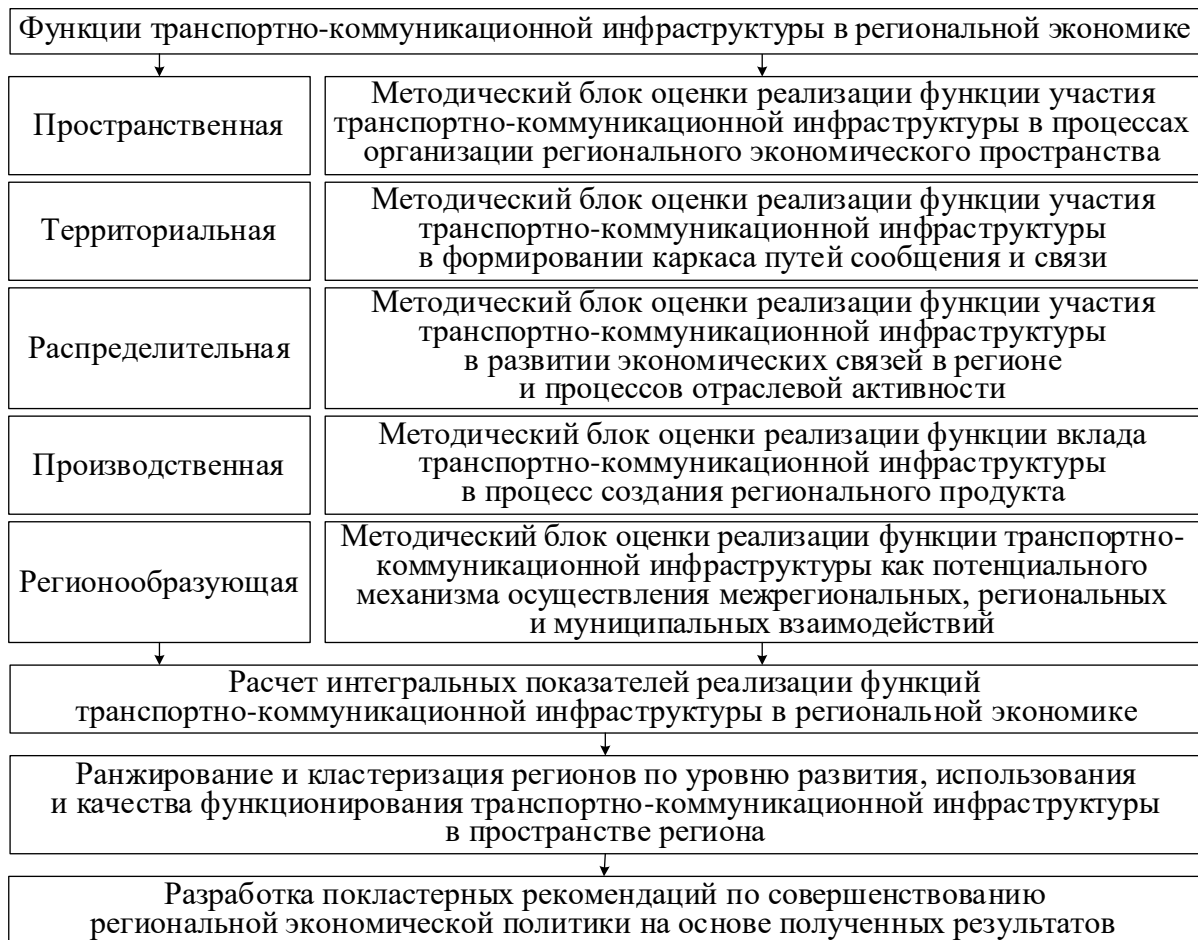 Функции транспортно-коммуникационной инфраструктуры в региональной экономике
Пространственная
Методический блок оценки реализации функции участия
транспортно-коммуникационной инфраструктуры в процессах
организации регионального экономического пространства
Территориальная
Методический блок оценки реализации функции участия
транспортно-коммуникационной инфраструктуры
в формировании каркаса путей сообщения и связи
Распределительная
Методический блок оценки реализации функции участия
транспортно-коммуникационной инфраструктуры
в развитии экономических связей в регионе
и процессов отраслевой активности
Производственная
Методический блок оценки реализации функции вклада
транспортно-коммуникационной инфраструктуры
в процесс создания регионального продукта
Регионообразующая
Методический блок оценки реализации функции транспортно-
коммуникационной инфраструктуры как потенциального
механизма осуществления межрегиональных, региональных
и муниципальных взаимодействий
Расчет интегральных показателей реализации функций
транспортно-коммуникационной инфраструктуры в региональной экономике
Ранжирование и кластеризация регионов по уровню развития, использования
и качества функционирования транспортно-коммуникационной инфраструктуры
в пространстве региона
Разработка покластерных рекомендаций по совершенствованию
региональной экономической политики на основе полученных результатов